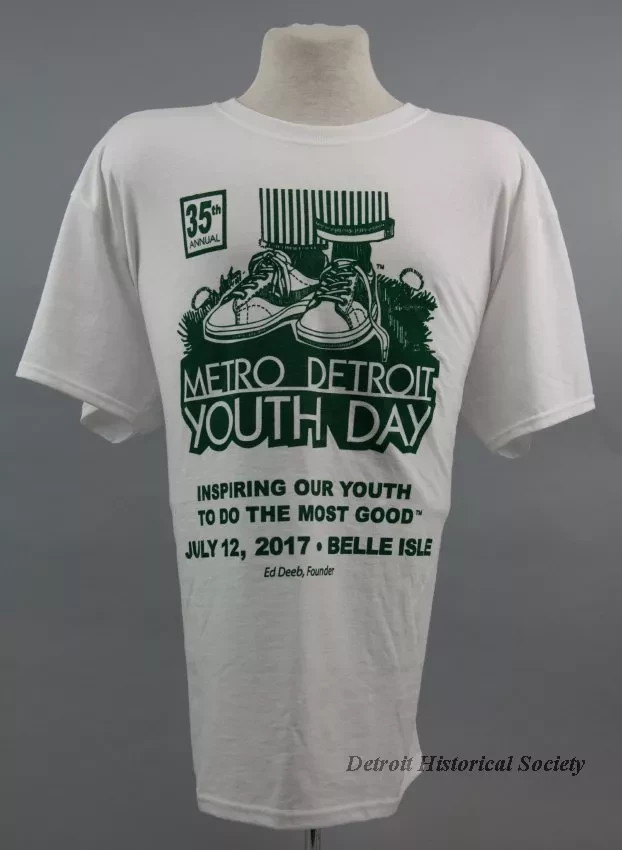 35th
ANNUAL
METRO DETROIT
YOUTH DAY
INSPIRING OUR YOUTH
TO DO THE MOST GOOD™
JULY 12, 2017 • BELLE ISLE
Ed Deeb, Founder
Detroit Historical Society